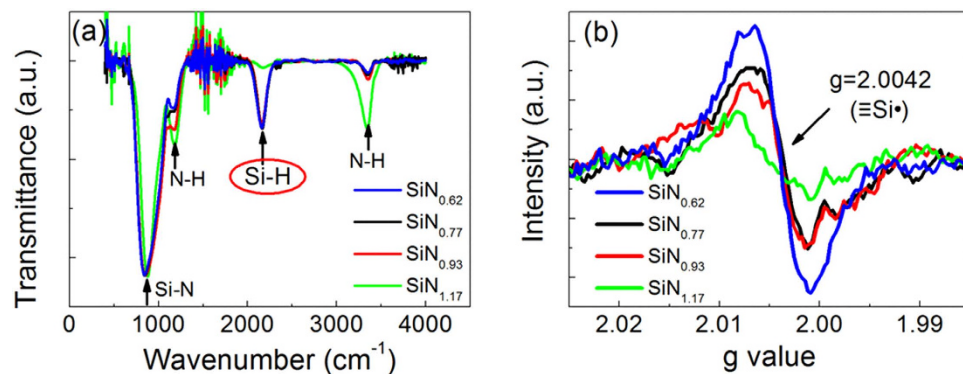 (a)
Transmittance (a.u.)
N-H
Si-H
N-H
Si-N
SiN0.62
SiN0.77
SiN0.93
SiN1.17
0 1000 2000 3000 4000
Wavenumber (cm-1)
(b)
Intensity (a.u.)
g=2.0042
(≡Si•)
SiN0.62
SiN0.77
SiN0.93
SiN1.17
2.02 2.01 2.00 1.99
g value